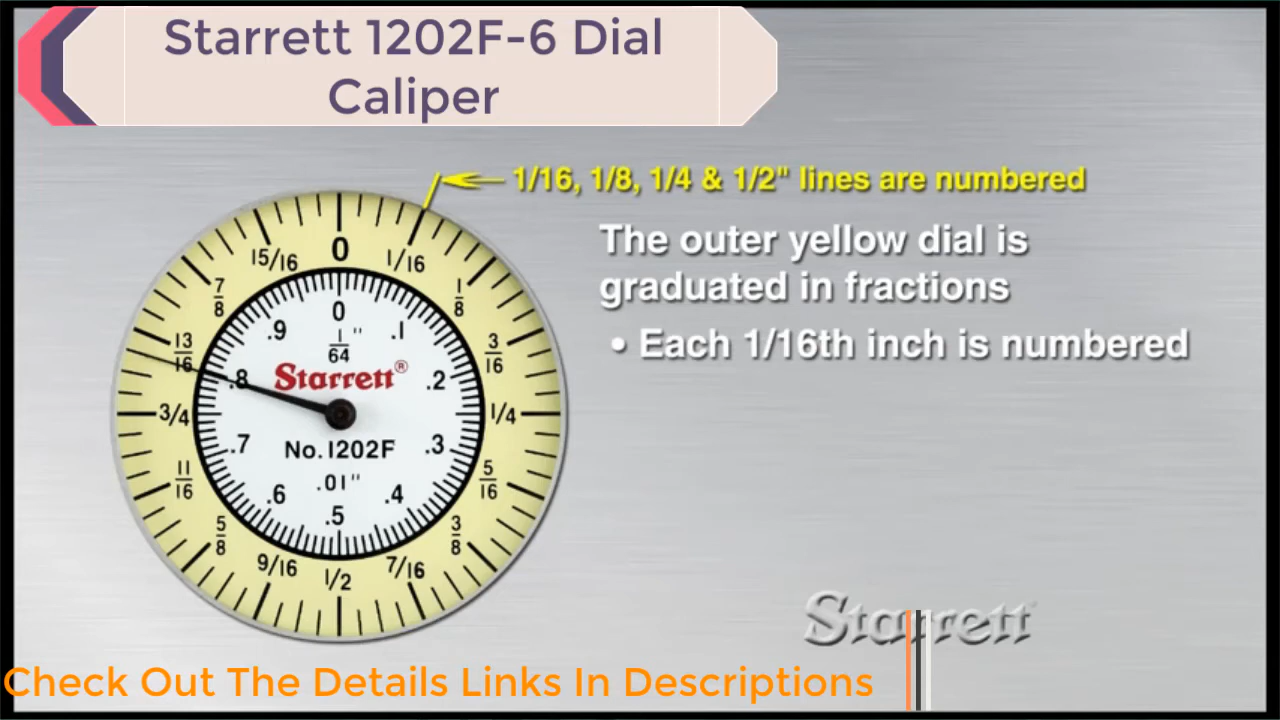 Starrett 1202F-6 Dial
Caliper
1/16, 1/8, 1/4 & 1/2" lines are numbered
The outer yellow dial is
graduated in fractions
• Each 1/16th inch is numbered
0
1/16
1/8
3/16
1/4
5/16
3/8
7/16
1/2
9/16
5/8
11/16
3/4
13/16
7/8
15/16
0
.1
.2
.3
.4
.5
.6
.7
.8
.9
1/64"
Starrett®
No. 1202F
.01"
Starrett
Check Out The Details Links In Descriptions